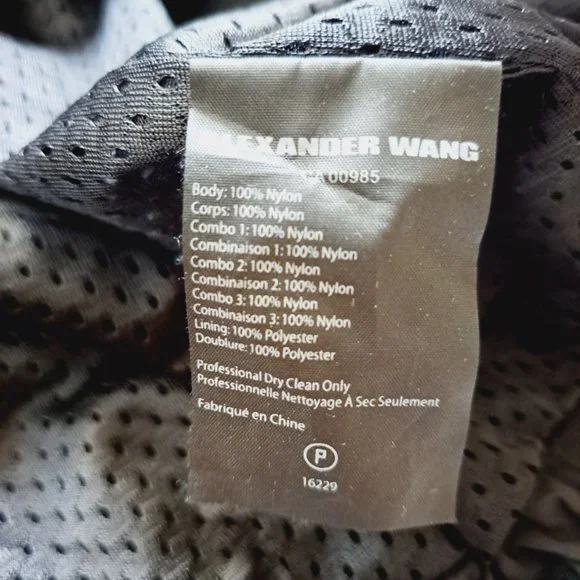 ALEXANDER WANG
CA 00985
Body: 100% Nylon
Corps: 100% Nylon
Combo 1: 100% Nylon
Combinaison 1: 100% Nylon
Combo 2: 100% Nylon
Combinaison 2: 100% Nylon
Combo 3: 100% Nylon
Combinaison 3: 100% Nylon
Lining: 100% Polyester
Doublure: 100% Polyester
Professional Dry Clean Only
Professionnelle Nettoyage À Sec Seulement
Fabriqué en Chine
P
16229